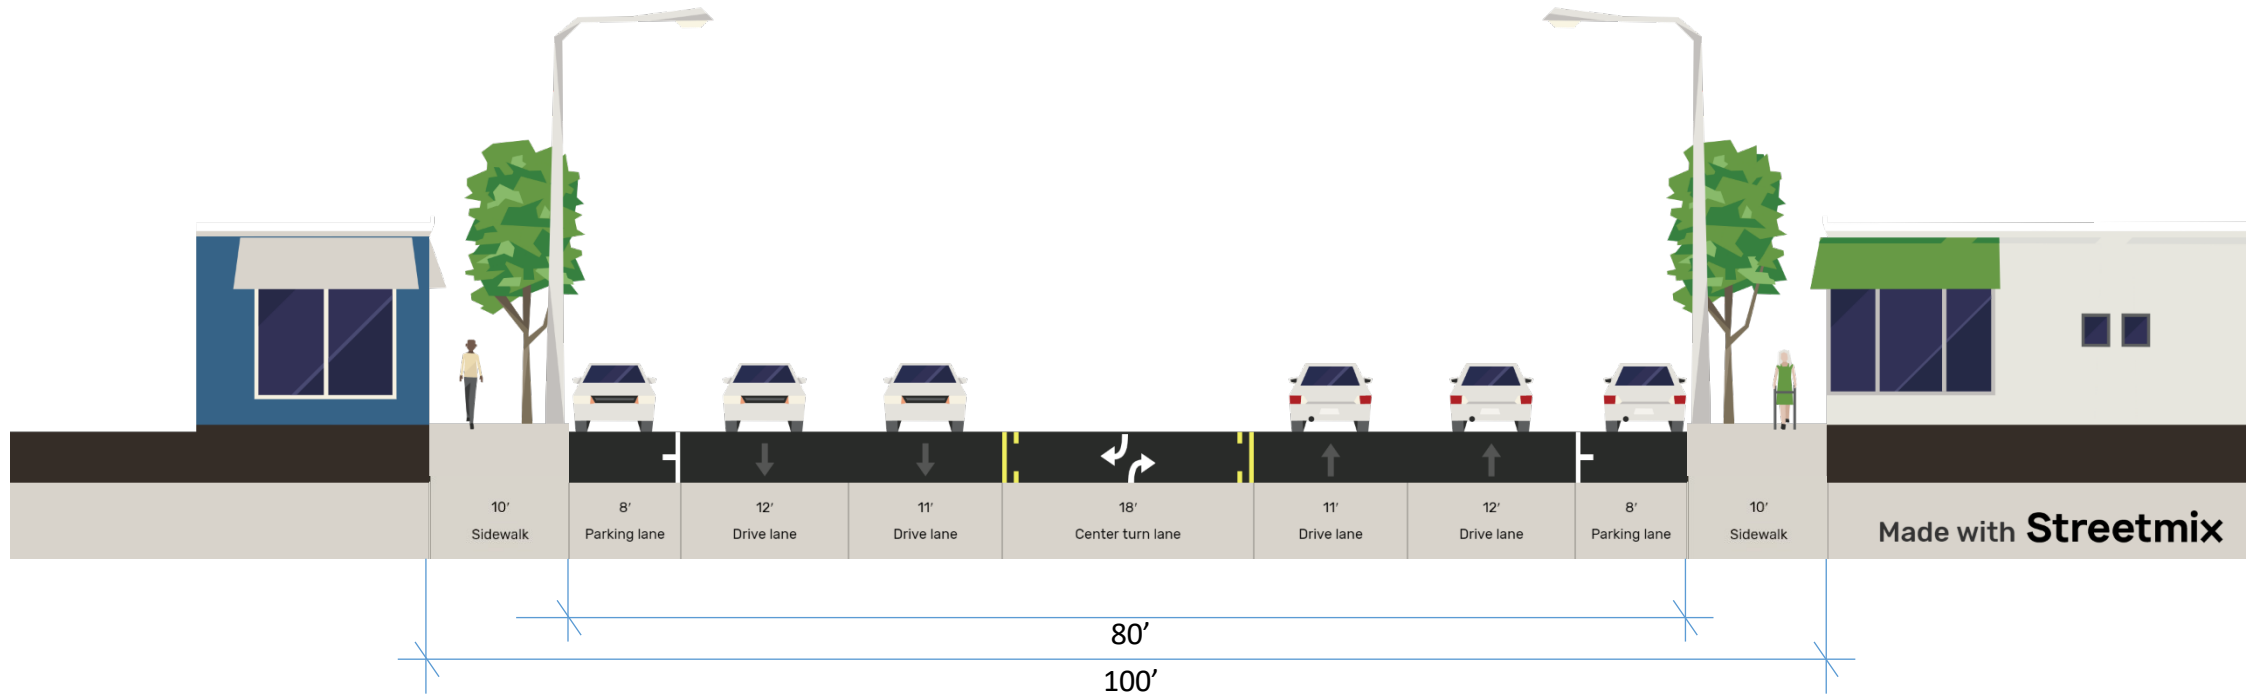 10′
Sidewalk
8′
Parking lane
12′
Drive lane
11′
Drive lane
18′
Center turn lane
11′
Drive lane
12′
Drive lane
8′
Parking lane
10′
Sidewalk
Made with Streetmix
80’
100’